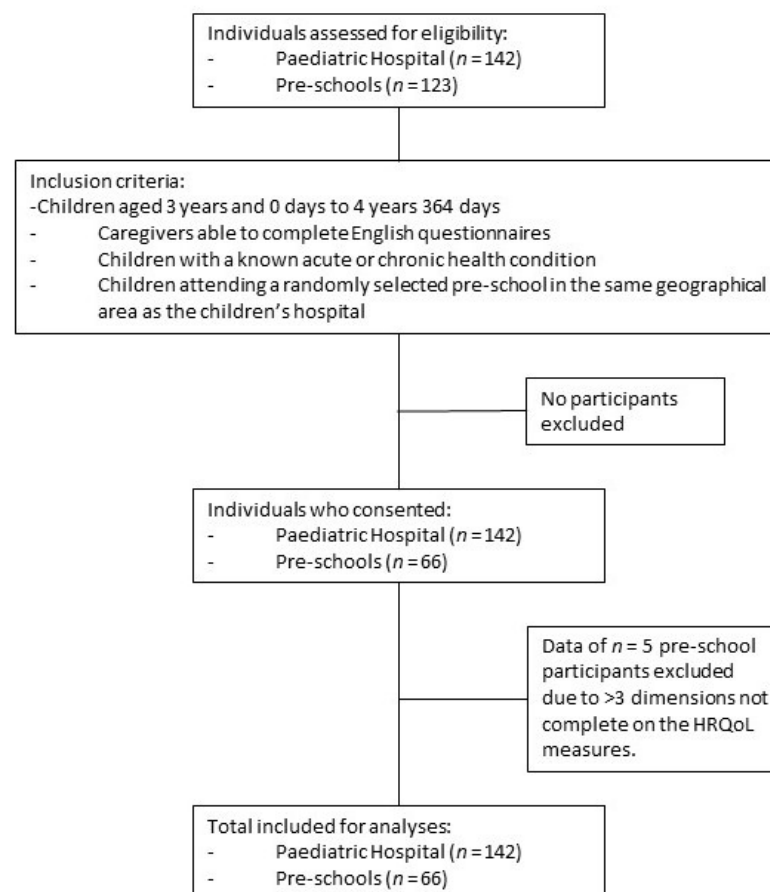 Individuals assessed for eligibility:
- Paediatric Hospital (n = 142)
- Pre-schools (n = 123)
Inclusion criteria:
-Children aged 3 years and 0 days to 4 years 364 days
- Caregivers able to complete English questionnaires
- Children with a known acute or chronic health condition
- Children attending a randomly selected pre-school in the same geographical
area as the children's hospital
No participants
excluded
Individuals who consented:
- Paediatric Hospital (n = 142)
- Pre-schools (n = 66)
Data of n = 5 pre-school
participants excluded
due to >3 dimensions not
complete on the HRQoL
measures.
Total included for analyses:
- Paediatric Hospital (n = 142)
- Pre-schools (n = 66)